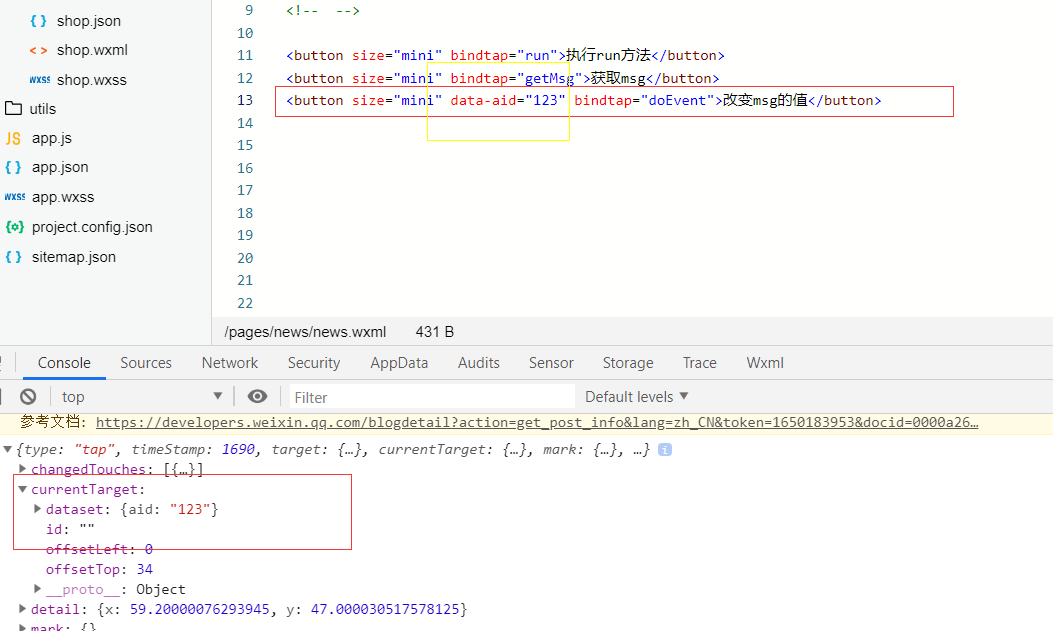 { } shop.json
< > shop.wxml
WXSS shop.wxss
utils
JS app.js
{ } app.json
WXSS app.wxss
{o} project.config.json
{ } sitemap.json
9 <!--  -->
10
11 <button size="mini" bindtap="run">执行run方法</button>
12 <button size="mini" bindtap="getMsg">获取msg</button>
13 <button size="mini" data-aid="123" bindtap="doEvent">改变msg的值</button>
14
15
16
17
18
19
20
21
22
/pages/news/news.wxml 431 B
Console Sources Network Security AppData Audits Sensor Storage Trace Wxml
top Filter Default levels ▼
参考文档: https://developers.weixin.qq.com/blogdetail?action=get_post_info&lang=zh_CN&token=1650183953&docid=0000a26…
▼{type: "tap", timeStamp: 1690, target: {…}, currentTarget: {…}, mark: {…}, …} i
▶changedTouches: [{…}]
▼currentTarget:
▶dataset: {aid: "123"}
id: ""
offsetLeft: 0
offsetTop: 34
▶__proto__: Object
▶detail: {x: 59.20000076293945, y: 47.000030517578125}
▶mark: {}